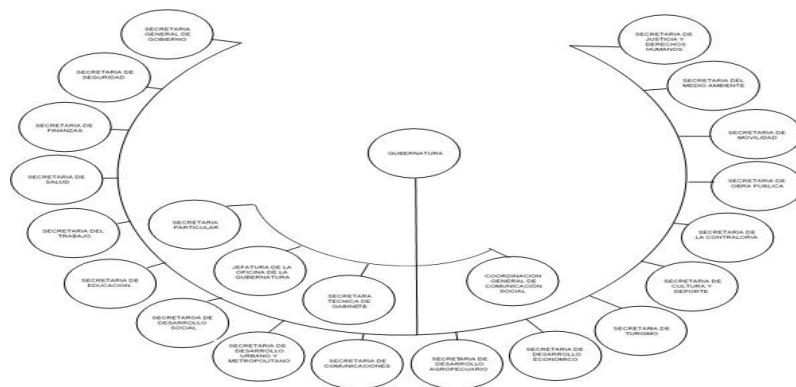 SECRETARIA
GENERAL DE
GOBIERNO
SECRETARIA DE
SEGURIDAD
SECRETARIA DE
FINANZAS
SECRETARIA DE
SALUD
SECRETARIA DEL
TRABAJO
SECRETARIA DE
EDUCACION
SECRETAROA DE
DESARROLLO
SOCIAL
SECRETARIA DE
DESARROLLO
URBANO Y
METROPOLITANO
SECRETARIA DE
COMUNICACIONES
SECRETARIA DE
DESARROLLO
AGROPECUARIO
SECRETARIA DE
DESARROLLO
ECONOMICO
SECRETARIA DE
TURISMO
SECRETARIA DE
CULTURA Y
DEPORTE
SECRETARIA DE
LA CONTRALORIA
SECRETARIA DE
OBRA PUBLICA
SECRETARIA DE
MOVILIDAD
SECRETARIA DEL
MEDIO AMBIENTE
SECRETARIA DE
JUSTICIA Y
DERECHOS
HUMANOS
GUBERNATURA
SECRETARIA
PARTICULAR
JEFATURA DE LA
OFICINA DE LA
GUBERNATURA
SECRETARA
TECNICA DE
GABINETE
COORDINACION
GENERAL DE
COMUNICACIÓN
SOCIAL